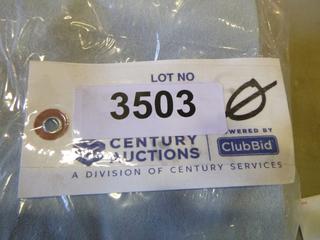 LOT NO
3503
CENTURY
AUCTIONS
POWERED BY
ClubBid
A DIVISION OF CENTURY SERVICES